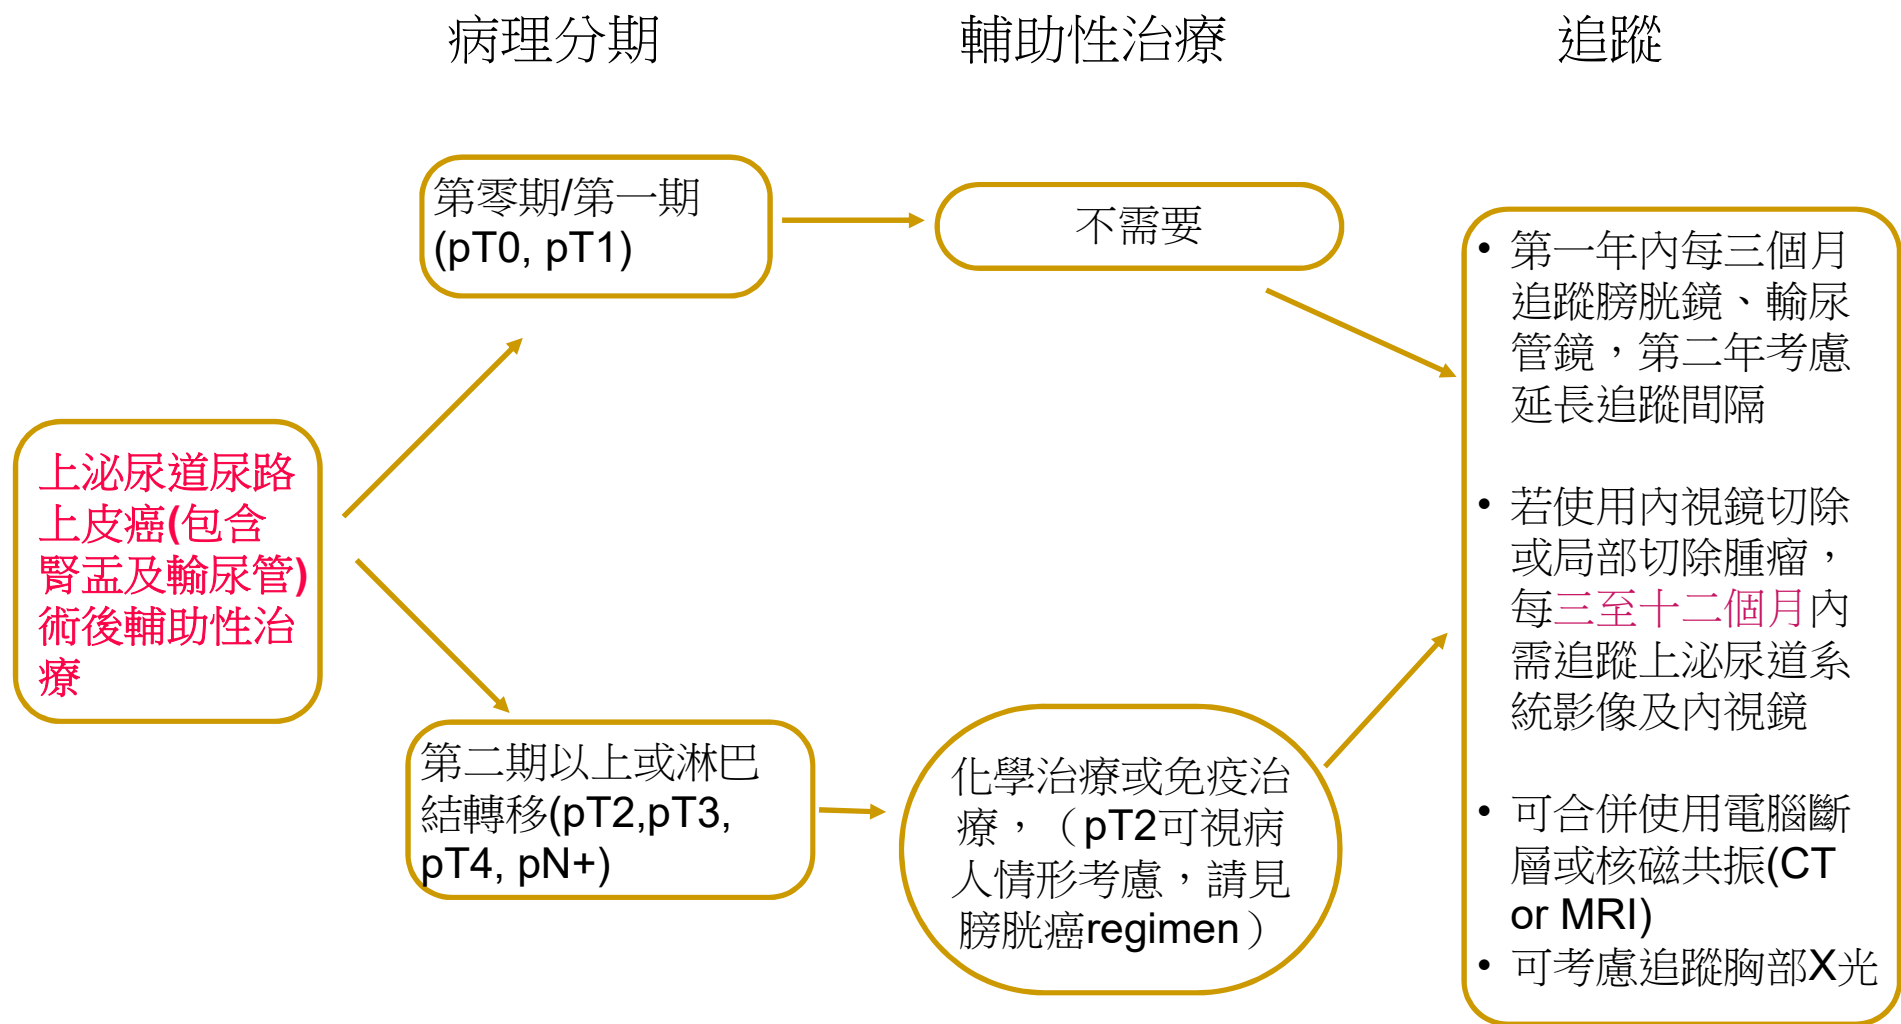 病理分期
輔助性治療
追蹤
上泌尿道尿路
上皮癌(包含
腎盂及輸尿管)
術後輔助性治
療
第零期/第一期
(pT0, pT1)
不需要
第二期以上或淋巴
結轉移(pT2,pT3,
pT4, pN+)
化學治療或免疫治
療，（pT2可視病
人情形考慮，請見
膀胱癌regimen）
• 第一年內每三個月
追蹤膀胱鏡、輸尿
管鏡，第二年考慮
延長追蹤間隔
• 若使用內視鏡切除
或局部切除腫瘤，
每三至十二個月內
需追蹤上泌尿道系
統影像及內視鏡
• 可合併使用電腦斷
層或核磁共振(CT
or MRI)
• 可考慮追蹤胸部X光